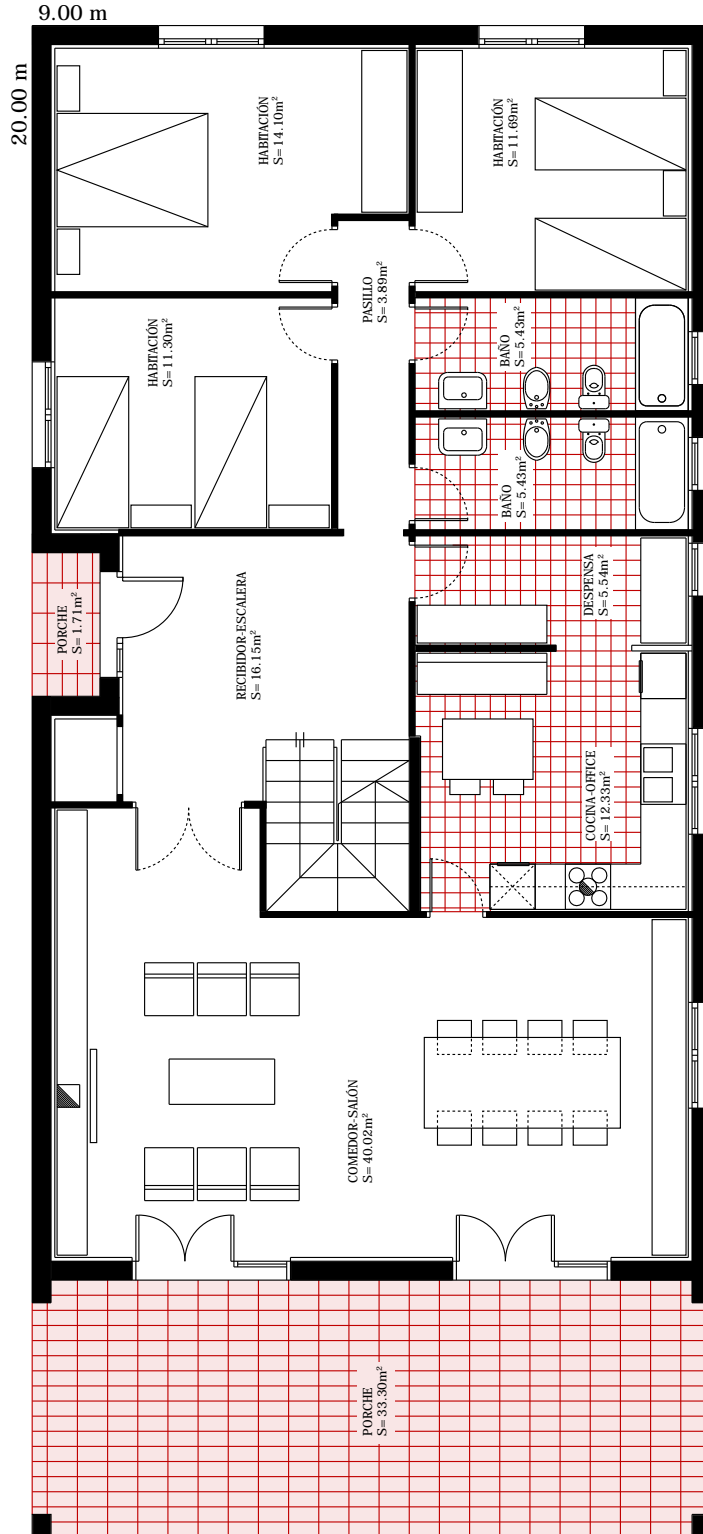 9.00 m
20.00 m
HABITACIÓN
S=14.10m²
HABITACIÓN
S=11.69m²
PASILLO
S=3.89m²
HABITACIÓN
S=11.30m²
BAÑO
S=5.43m²
BAÑO
S=5.43m²
DESPENSA
S=5.54m²
PORCHE
S=1.71m²
RECIBIDOR-ESCALERA
S=16.15m²
COCINA-OFFICE
S=12.33m²
COMEDOR-SALÓN
S=40.02m²
PORCHE
S=33.30m²